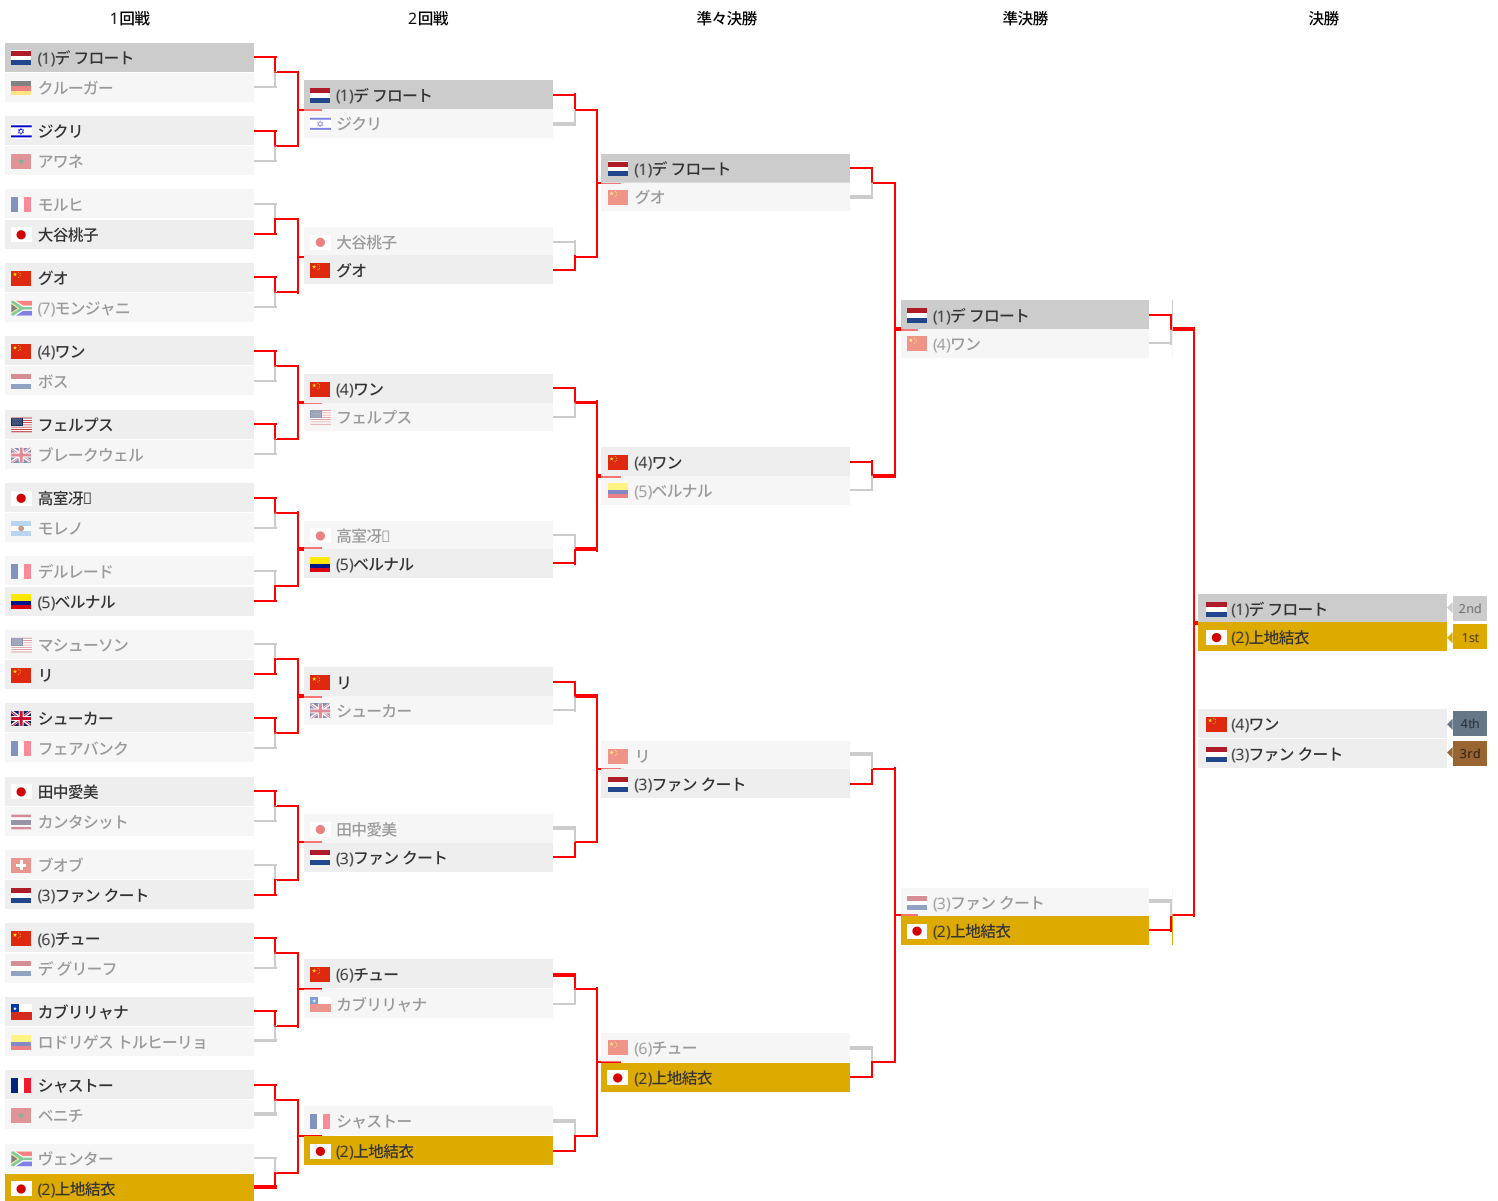 1回戦
2回戦
準々決勝
準決勝
決勝
(1)デ フロート
クルーガー
ジクリ
アワネ
モルヒ
大谷桃子
グオ
(7)モンジャニ
(4)ワン
ボス
フェルプス
ブレークウェル
高室冴
モレノ
デルレード
(5)ベルナル
マシューソン
リ
シューカー
フェアバンク
田中愛美
カンタシット
ブオブ
(3)ファン クート
(6)チュー
デ グリーフ
カブリリャナ
ロドリゲス トルヒーリョ
シャストー
ベニチ
ヴェンター
(2)上地結衣
(1)デ フロート
ジクリ
大谷桃子
グオ
(4)ワン
フェルプス
高室冴
(5)ベルナル
リ
シューカー
田中愛美
(3)ファン クート
(6)チュー
カブリリャナ
シャストー
(2)上地結衣
(1)デ フロート
グオ
(4)ワン
(5)ベルナル
リ
(3)ファン クート
(6)チュー
(2)上地結衣
(1)デ フロート
(4)ワン
(3)ファン クート
(2)上地結衣
(1)デ フロート 2nd
(2)上地結衣 1st
(4)ワン 4th
(3)ファン クート 3rd